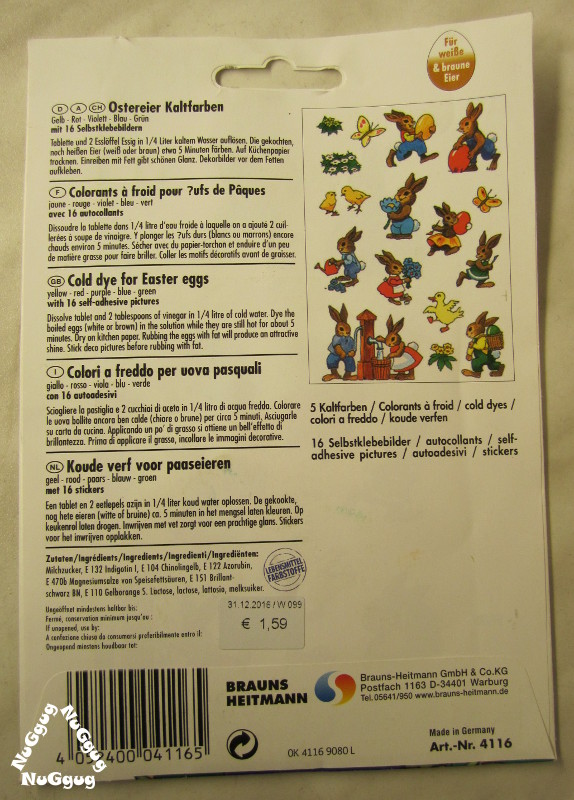 Für
weiße
& braune
Eier
D A CH Ostereier Kaltfarben
Gelb - Rot - Violett - Blau - Grün
mit 16 Selbstklebebildern
Tablette und 2 Esslöffel Essig in 1/4 Liter kaltem Wasser auflösen. Die gekochten,
noch heißen Eier (weiß oder braun) etwa 5 Minuten färben. Auf Küchenpapier
trocknen. Einreiben mit Fett gibt schönen Glanz. Dekorbilder vor dem Fetten
aufkleben.
F Colorants à froid pour ?ufs de Pâques
jaune - rouge - violet - bleu - vert
avec 16 autocollants
Dissoudre la tablette dans 1/4 litre d'eau froide à laquelle on a ajouté 2 cuil-
lerées à soupe de vinaigre. Y plonger les ?ufs durs (blancs ou marrons) encore
chauds environ 5 minutes. Sécher avec du papier-torchon et enduire d'un peu
de matière grasse pour faire briller. Coller les motifs décoratifs avant de graisser.
GB Cold dye for Easter eggs
yellow - red - purple - blue - green
with 16 self-adhesive pictures
Dissolve tablet and 2 tablespoons of vinegar in 1/4 litre of cold water. Dye the
boiled eggs (white or brown) in the solution while they are still hot for about 5
minutes. Dry on kitchen paper. Rubbing the eggs with fat will produce an attractive
shine. Stick deco pictures before rubbing with fat.
I Colori a freddo per uova pasquali
giallo - rosso - viola - blu - verde
con 16 autoadesivi
Sciogliere la pastiglia e 2 cucchiai di aceto in 1/4 litro di acqua fredda. Colorare
le uova bollite ancora ben calde (chiare o brune) per circa 5 minuti. Asciugarle
su carta da cucina. Applicando un po' di grasso si ottiene un bell'effetto di
brillantezza. Prima di applicare il grasso, incollare le immagini decorative.
NL Koude verf voor paaseieren
geel - rood - paars - blauw - groen
met 16 stickers
Een tablet en 2 eetlepels azijn in 1/4 liter koud water oplossen. De gekookte,
nog hete eieren (witte of bruine) ca. 5 minuten in het mengsel laten kleuren. Op
keukenrol laten drogen. Inwrijven met vet zorgt voor een prachtige glans. Stickers
voor het inwrijven opplakken.
5 Kaltfarben / Colorants à froid / cold dyes /
colori a freddo / koude verfen
16 Selbstklebebilder / autocollants / self-
adhesive pictures / autoadesivi / stickers
Zutaten/Ingrédients/Ingredients/Ingredienti/Ingrediënten:
Milchzucker, E 132 Indigotin I, E 104 Chinolingelb, E 122 Azorubin,
E 470b Magnesiumsalze von Speisefettsäuren, E 151 Brillant-
schwarz BN, E 110 Gelborange S. Lactose, lactose, lattosio, melksuiker.
LEBENSMITTEL
FARBSTOFFE
Ungeöffnet mindestens haltbar bis:
Fermé, conservation minimum jusqu'au :
If unopened, use by:
A confezione chiusa da consumarsi preferibilmente entro il:
Ongeopend minstens houdbaar tot:
31.12.2016 / W 099
€ 1,59
BRAUNS
HEITMANN
Brauns-Heitmann GmbH & Co.KG
Postfach 1163 D-34401 Warburg
Tel.05641/950 www.brauns-heitmann.de
4 052400 041165
OK 4116 9080 L
Made in Germany
Art.-Nr. 4116
NuGgug
NuGgug
NuGgug